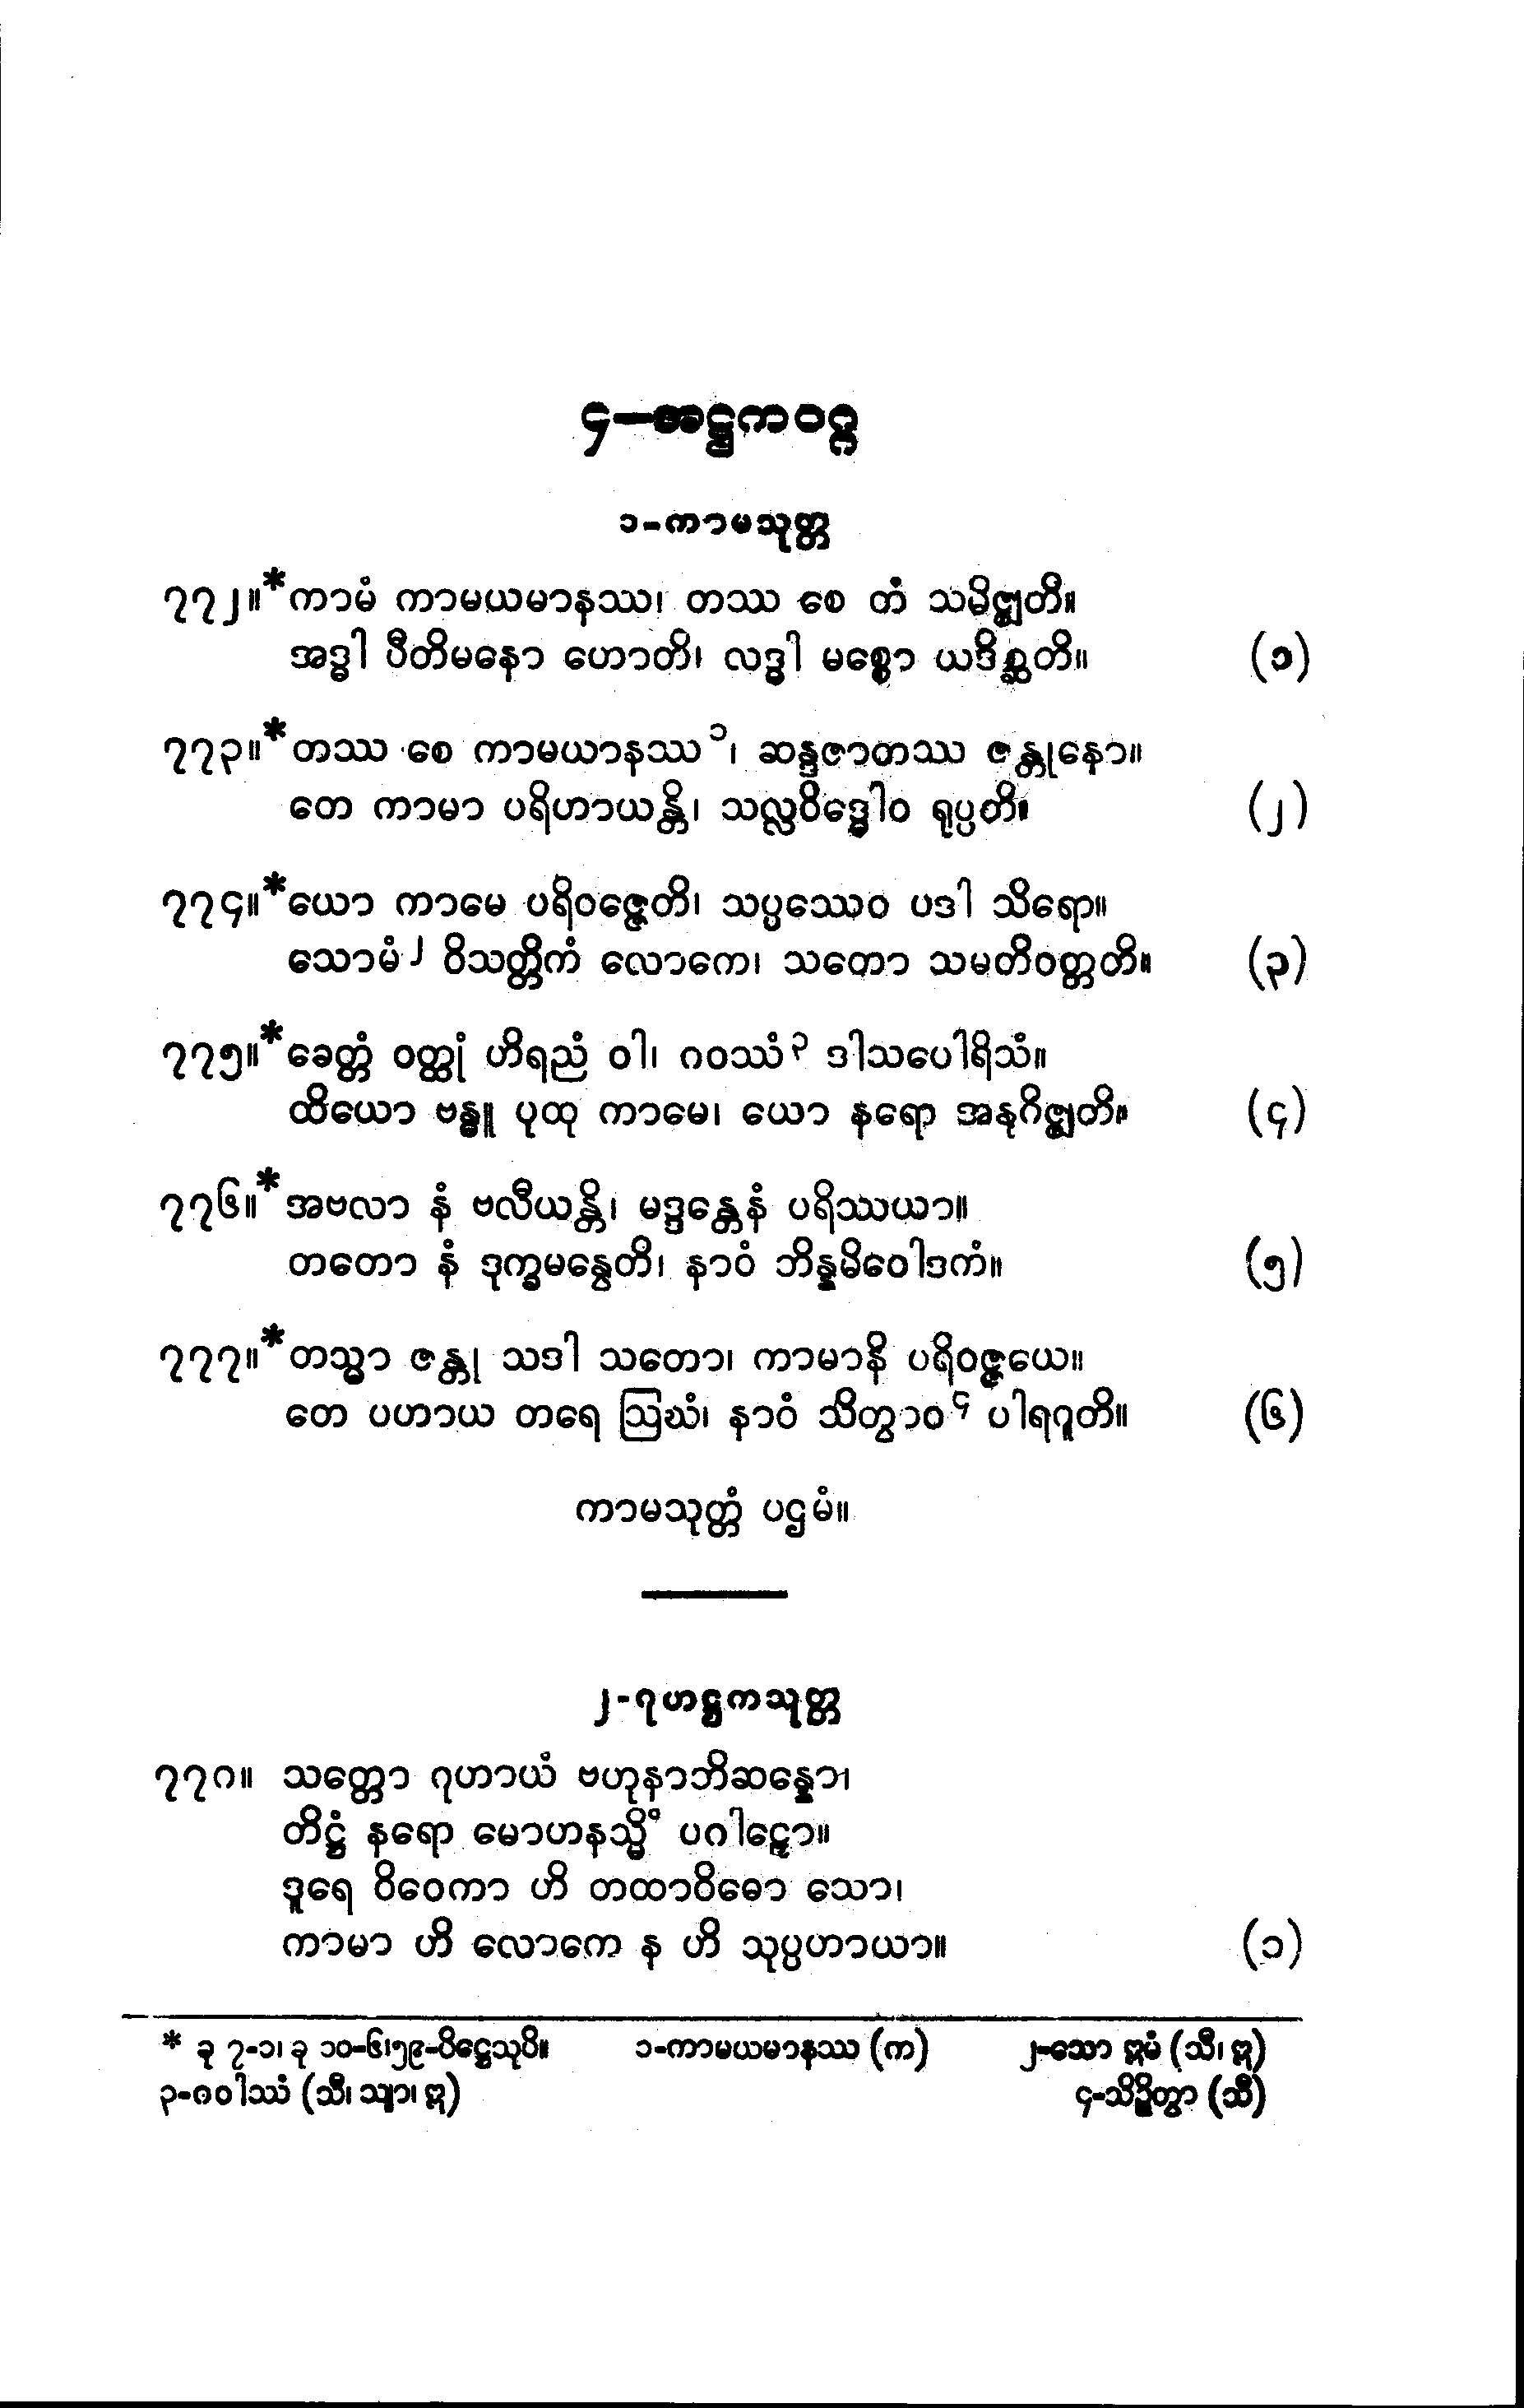 ၄-အဋ္ဌကဝဂ္ဂ
၁-ကာမသုတ္တ
၇၇၂။*ကာမံ ကာမယမာနဿ၊ တဿ စေ တံ သမိဇ္ဈတိ။
အဒ္ဓါ ပီတိမနော ဟောတိ၊ လဒ္ဓါ မစ္စော ယဒိစ္ဆတိ။ (၁)
၇၇၃။*တဿ စေ ကာမယာနဿ၁၊ ဆန္ဒဇာတဿ ဇန္တုနော။
တေ ကာမာ ပရိဟာယန္တိ၊ သလ္လဝိဒ္ဓေါဝ ရုပ္ပတိ။ (၂)
၇၇၄။*ယော ကာမေ ပရိဝဇ္ဇေတိ၊ သပ္ပဿေဝ ပဒါ သိရော။
သောမံ၂ ဝိသတ္တိကံ လောကေ၊ သတော သမတိဝတ္တတိ။ (၃)
၇၇၅။*ခေတ္တံ ဝတ္ထုံ ဟိရညံ ဝါ၊ ဂဝဿံ၃ ဒါသပေါရိသံ။
ထိယော ဗန္ဓူ ပုထု ကာမေ၊ ယော နရော အနုဂိဇ္ဈတိ။ (၄)
၇၇၆။*အဗလာ နံ ဗလီယန္တိ၊ မဒ္ဒန္တေနံ ပရိဿယာ။
တတော နံ ဒုက္ခမန္வေတိ၊ နာဝံ ဘိန္နမိဝေါဒကံ။ (၅)
၇၇၇။*တသ္မာ ဇန္တု သဒါ သတော၊ ကာမာနိ ပရိဝဇ္ဇယေ။
တေ ပဟာယ တရေ ဩဃံ၊ နာဝံ သိတွာဝ၄ ပါရဂူတိ။ (၆)
ကာမသုတ္တံ ပဌမံ။
၂-ဂုဟဋ္ဌကသုတ္တ
၇၇၈။ သတ္တော ဂုဟာယံ ဗဟုနာဘိဆန္နော၊
တိဋ္ဌံ နရော မောဟနသ္မိံ ပဂါဠှော။
ဒူရေ ဝိဝေကာ ဟိ တထာဝိဓော သော၊
ကာမာ ဟိ လောကေ န ဟိ သုပ္ပဟာယာ။ (၁)
* ခု ၇-၁၊ ခု ၁၀-၆၊၅၉-ပိဋ္ဌေသုပိ။ ၁-ကာမယမာနဿ (က) ၂-သော ဣမံ (သီ၊ ဣ)
၃-ဂဝါဿံ (သီ၊ သျာ၊ ဣ) ၄-သိဉ္စိတွာ (သီ)